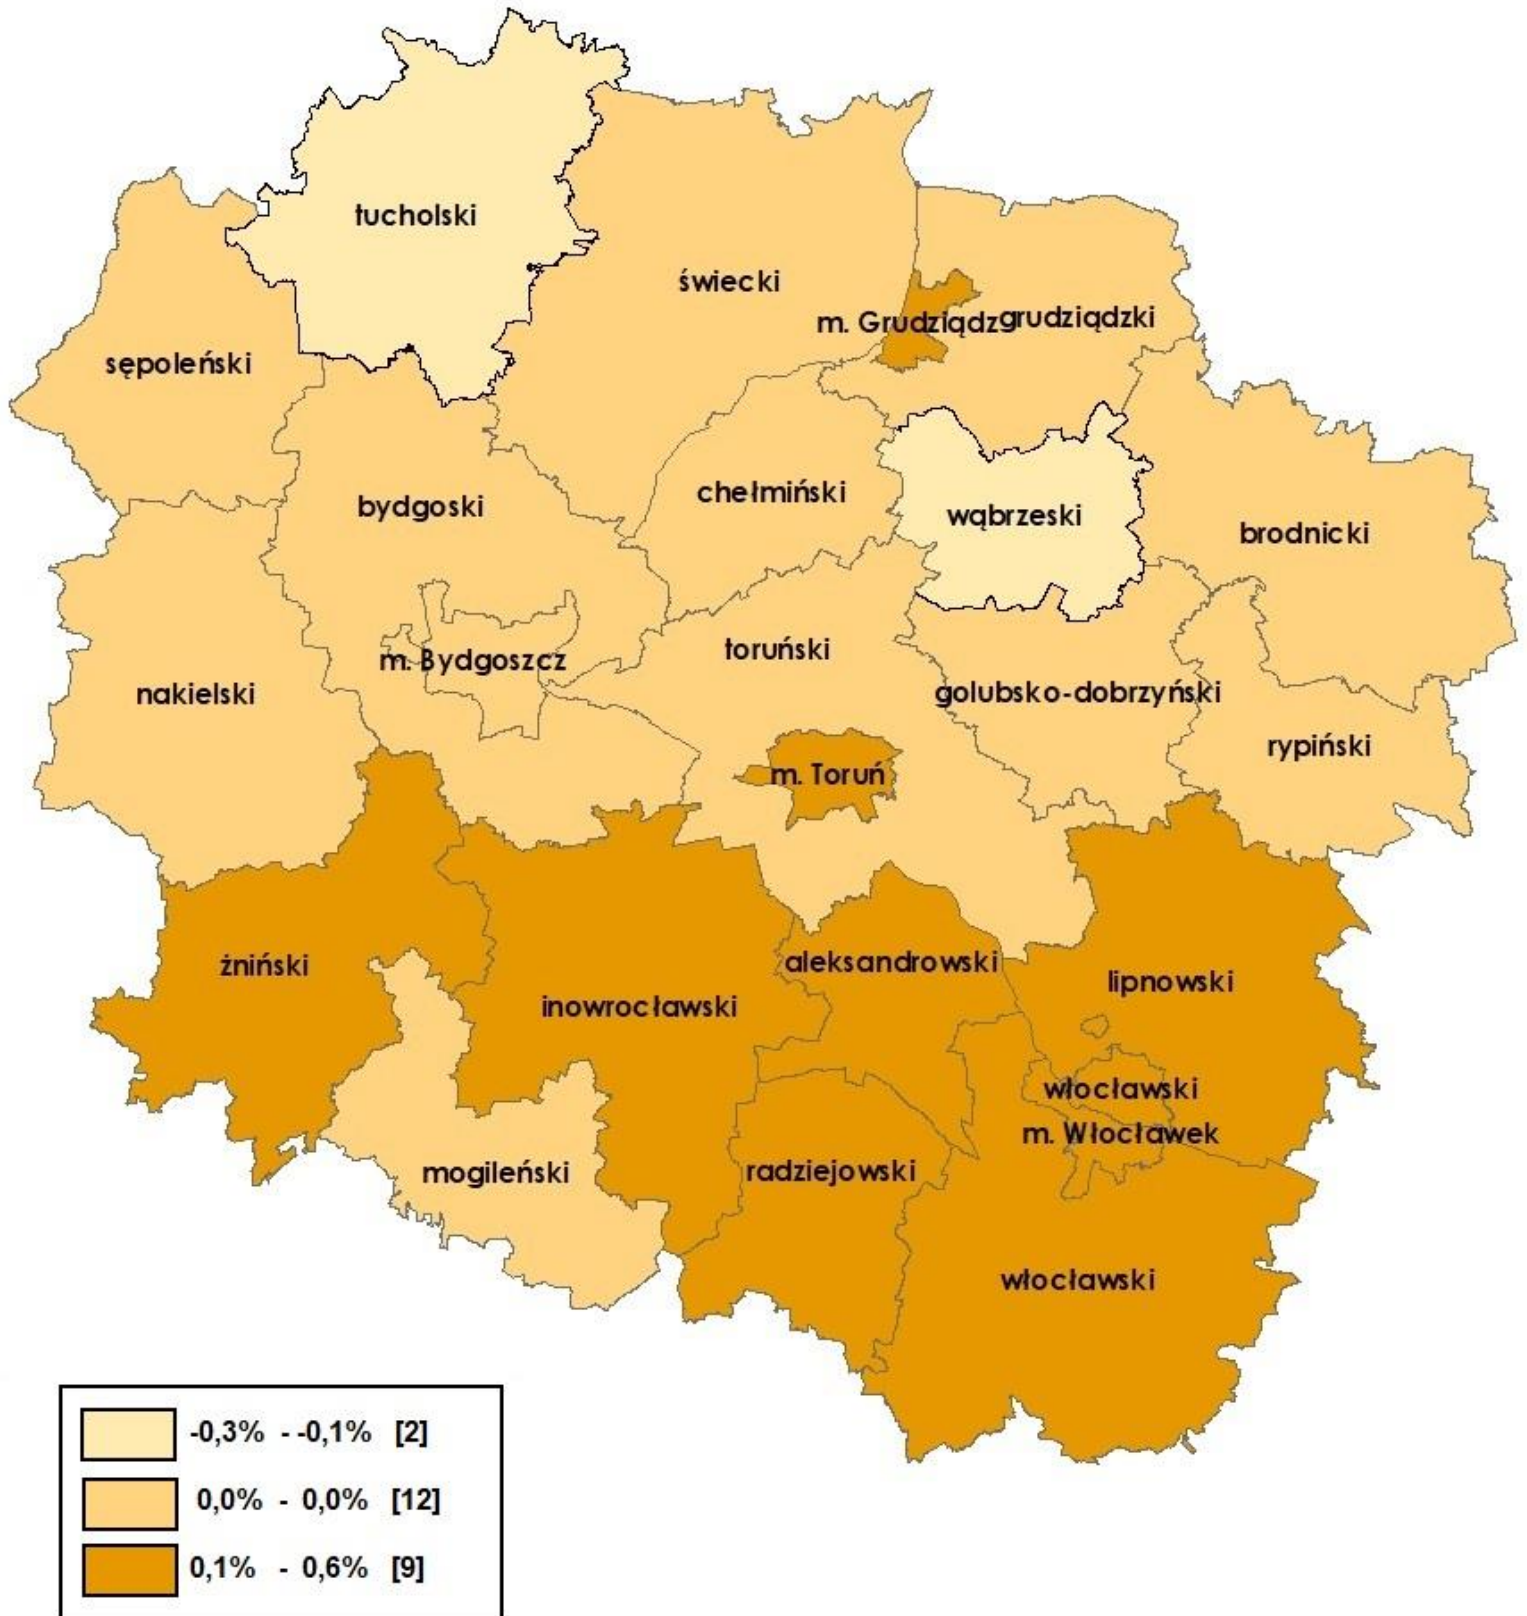 tucholski
świecki
m. Grudziądz
grudziądzki
sępoleński
chełmiński
bydgoski
wąbrzeski
brodnicki
m. Bydgoszcz
toruński
nakielski
golubsko-dobrzyński
rypiński
m. Toruń
żniński
aleksandrowski
lipnowski
inowrocławski
włocławski
m. Włocławek
mogileński
radziejowski
włocławski
-0,3% - -0,1% [2]
0,0% - 0,0% [12]
0,1% - 0,6% [9]